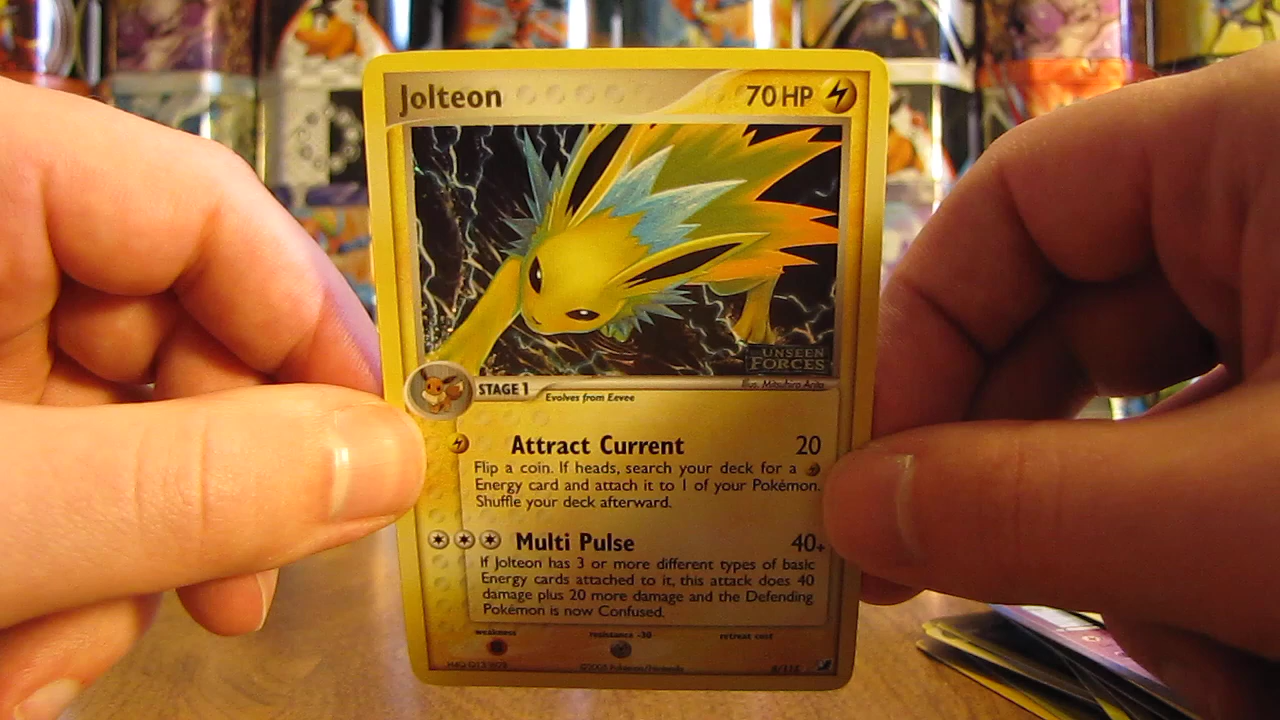 Jolteon 70 HP
UNSEEN
FORCES
STAGE 1 Illus. Mitsuhiro Arita
Evolves from Eevee
Attract Current 20
Flip a coin. If heads, search your deck for a
Energy card and attach it to 1 of your Pokémon.
Shuffle your deck afterward.
Multi Pulse 40+
If Jolteon has 3 or more different types of basic
Energy cards attached to it, this attack does 40
damage plus 20 more damage and the Defending
Pokémon is now Confused.
weakness resistance -30 retreat cost
©2005 Pokémon/Nintendo